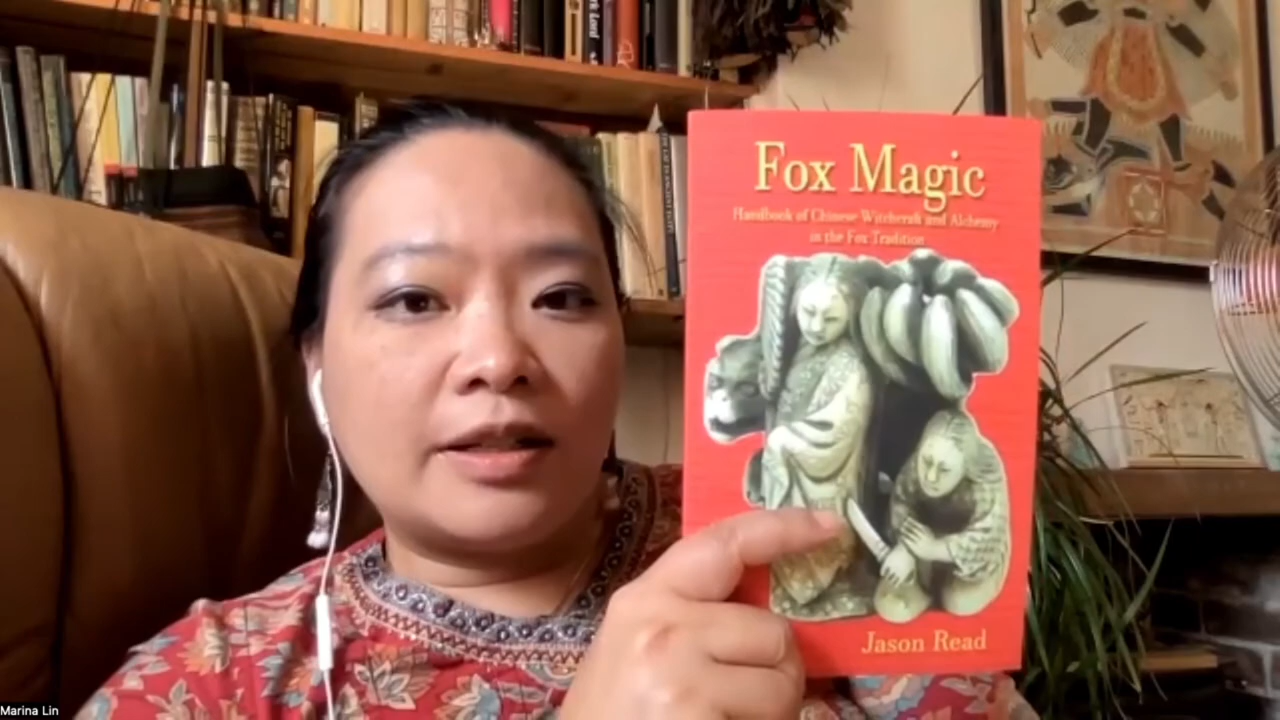 Fox Magic
Handbook of Chinese Witchcraft and Alchemy
in the Fox Tradition
Jason Read
Marina Lin